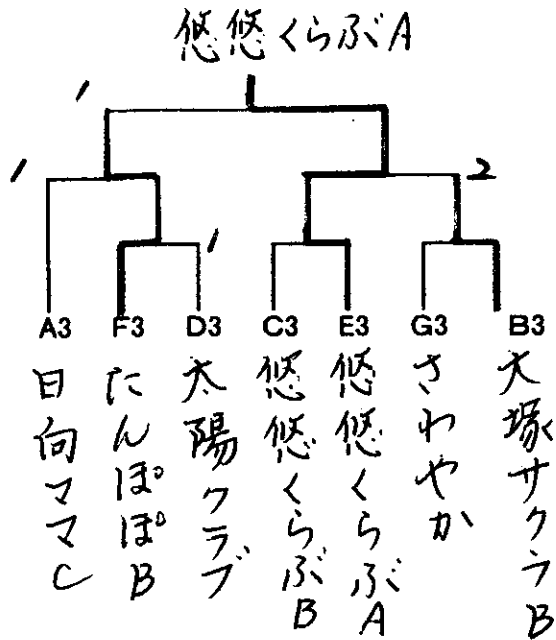 悠悠くらぶA
1
1
2
1
A3 F3 D3 C3 E3 G3 B3
日向ママC
たんぽぽB
太陽クラブ
悠悠くらぶB
悠悠くらぶA
さわやか
大塚サクラB